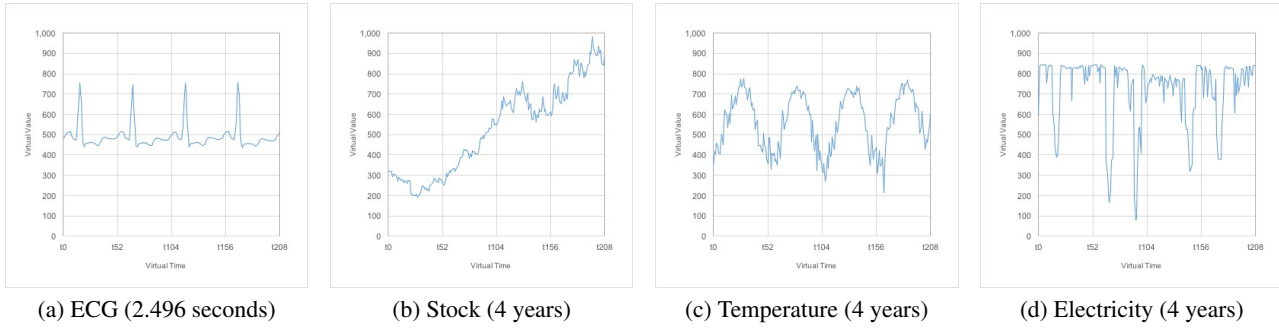 1,000
900
800
700
600
500
400
300
200
100
0
Virtual Value
t0 t52 t104 t156 t208
Virtual Time
(a) ECG (2.496 seconds)
1,000
900
800
700
600
500
400
300
200
100
0
Virtual Value
t0 t52 t104 t156 t208
Virtual Time
(b) Stock (4 years)
1,000
900
800
700
600
500
400
300
200
100
0
Virtual Value
t0 t52 t104 t156 t208
Virtual Time
(c) Temperature (4 years)
1,000
900
800
700
600
500
400
300
200
100
0
Virtual Value
t0 t52 t104 t156 t208
Virtual Time
(d) Electricity (4 years)